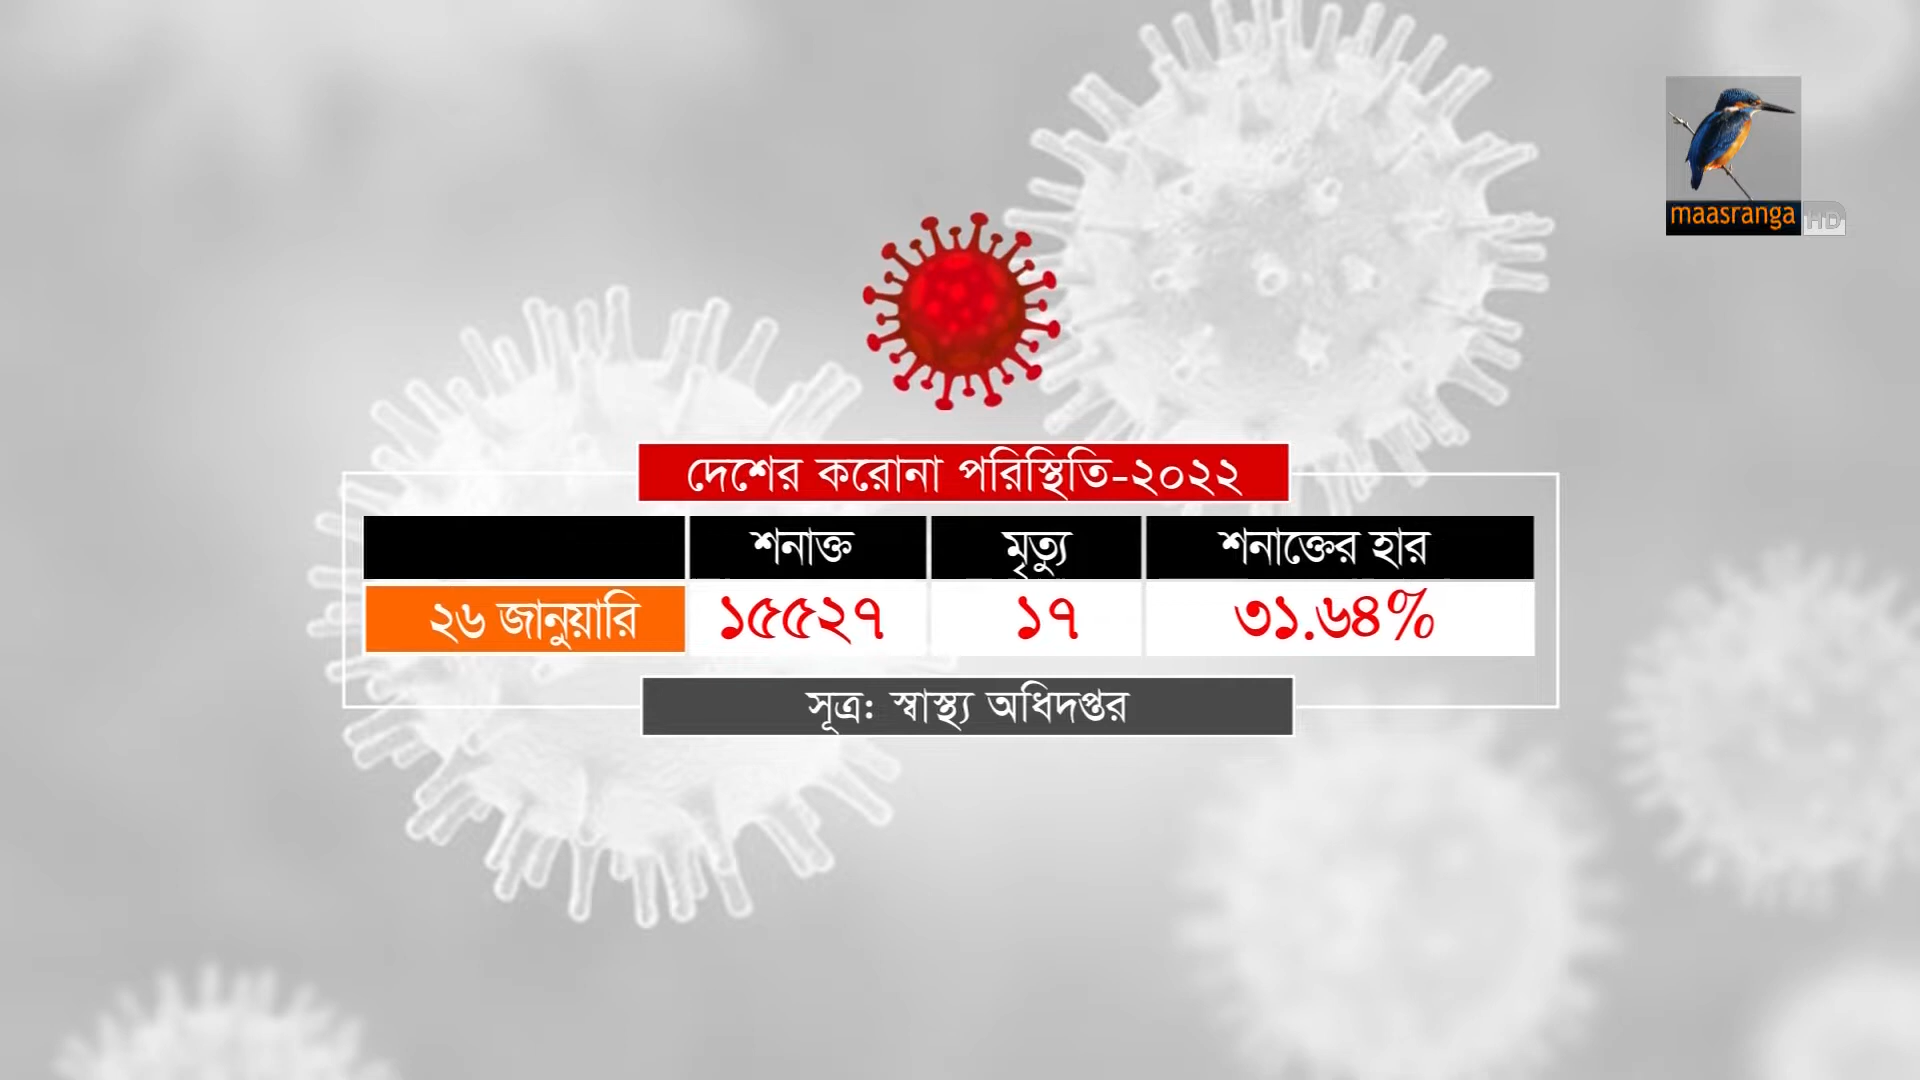 maasranga HD
দেশের করোনা পরিস্থিতি-২০২২
শনাক্ত মৃত্যু শনাক্তের হার
২৬ জানুয়ারি ১৫৫২৭ ১৭ ৩১.৬৪%
সূত্র: স্বাস্থ্য অধিদপ্তর